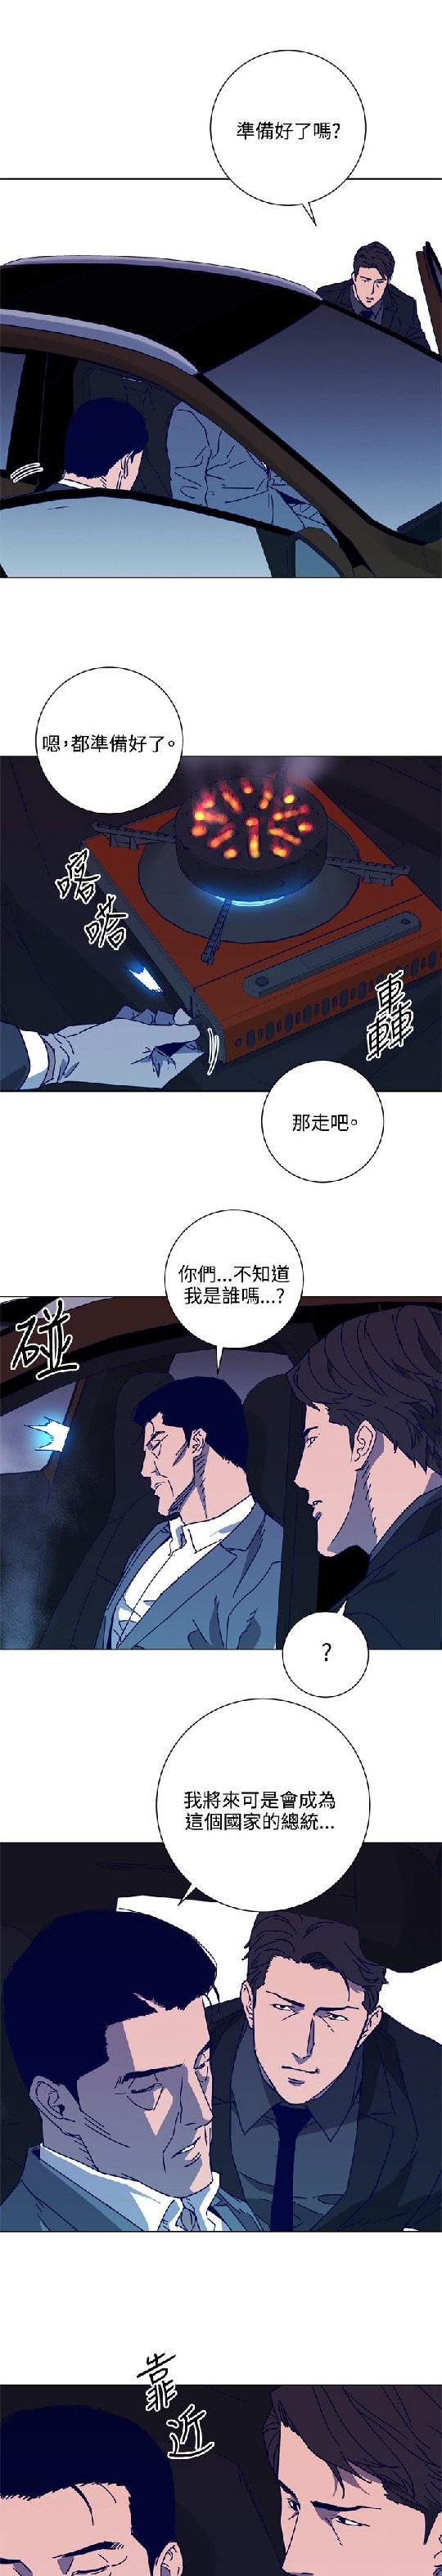 準備好了嗎?
嗯,都準備好了。
喀
嗒
轟
那走吧。
你們…不知道
我是誰嗎…?
碰
?
我將來可是會成為
這個國家的總統…
靠
近